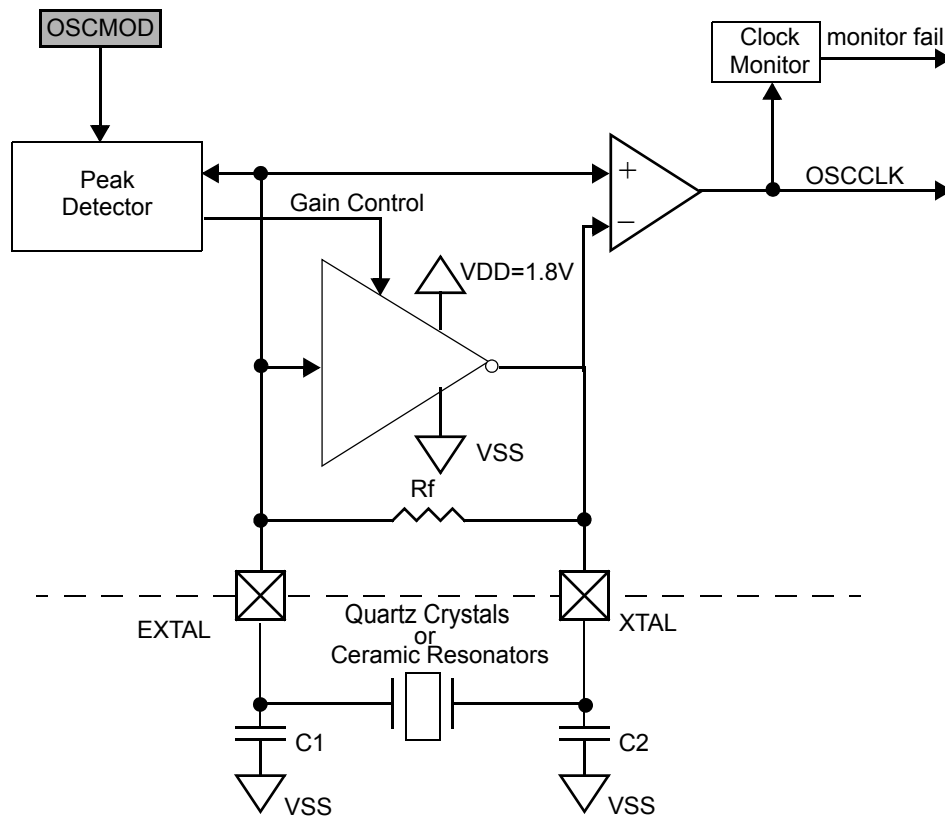 OSCMOD
Clock
Monitor
monitor fail
Peak
Detector
+
OSCCLK
Gain Control
−
VDD=1.8V
VSS
Rf
EXTAL
Quartz Crystals
or
Ceramic Resonators
XTAL
C1
C2
VSS
VSS